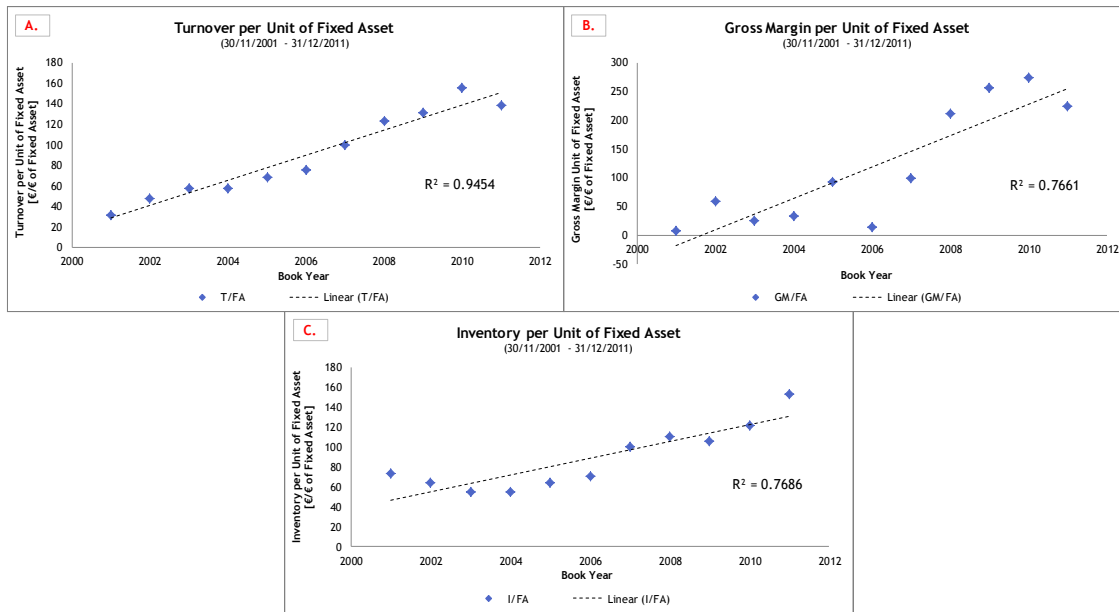 A.
Turnover per Unit of Fixed Asset
(30/11/2001 - 31/12/2011)
Turnover per Unit of Fixed Asset
[€/€ of Fixed Asset]
180
160
140
120
100
80
60
40
20
0
2000 2002 2004 2006 2008 2010 2012
R² = 0.9454
Book Year
T/FA Linear (T/FA)
B.
Gross Margin per Unit of Fixed Asset
(30/11/2001 - 31/12/2011)
Gross Margin Unit of Fixed Asset
[€/€ of Fixed Asset]
300
250
200
150
100
50
0
-50
2000 2002 2004 2006 2008 2010 2012
R² = 0.7661
Book Year
GM/FA Linear (GM/FA)
C.
Inventory per Unit of Fixed Asset
(30/11/2001 - 31/12/2011)
Inventory per Unit of Fixed Asset
[€/€ of Fixed Asset]
180
160
140
120
100
80
60
40
20
0
2000 2002 2004 2006 2008 2010 2012
R² = 0.7686
Book Year
I/FA Linear (I/FA)